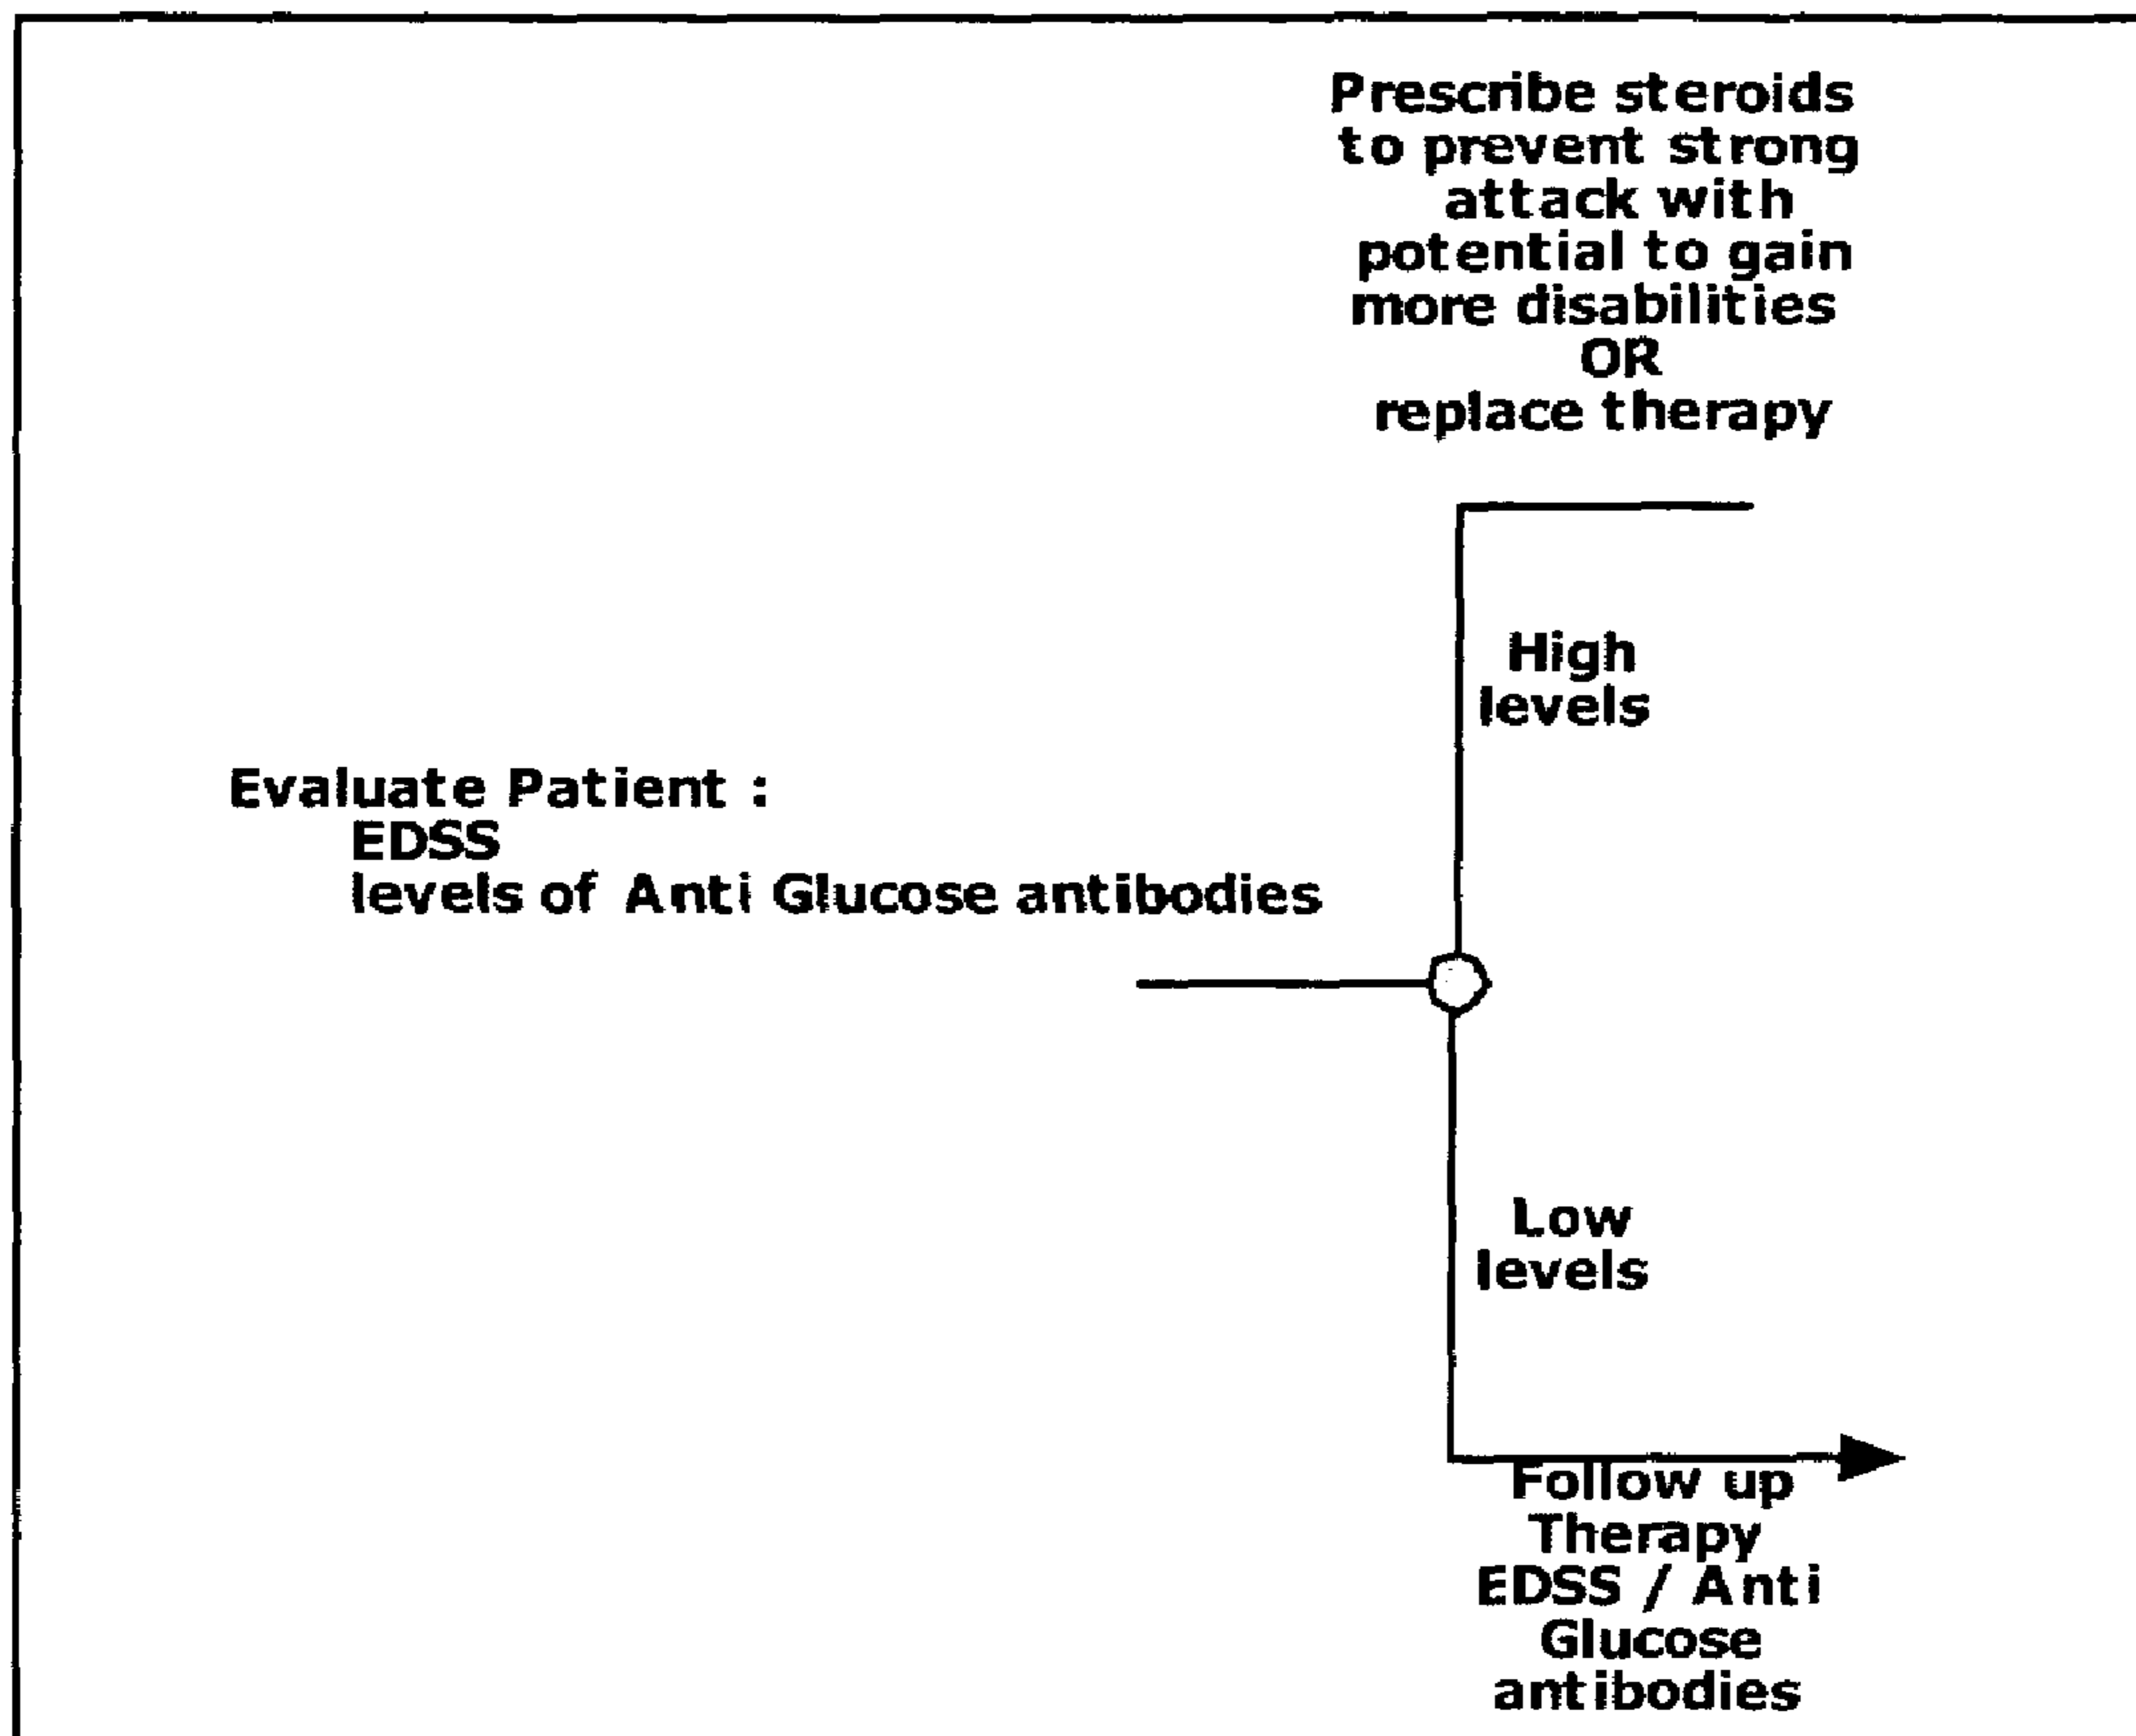 Prescribe steroids
to prevent strong
attack with
potential to gain
more disabilities
OR
replace therapy
High
levels
Evaluate Patient :
EDSS
levels of Anti Glucose antibodies
Low
levels
Follow up
Therapy
EDSS / Anti
Glucose
antibodies